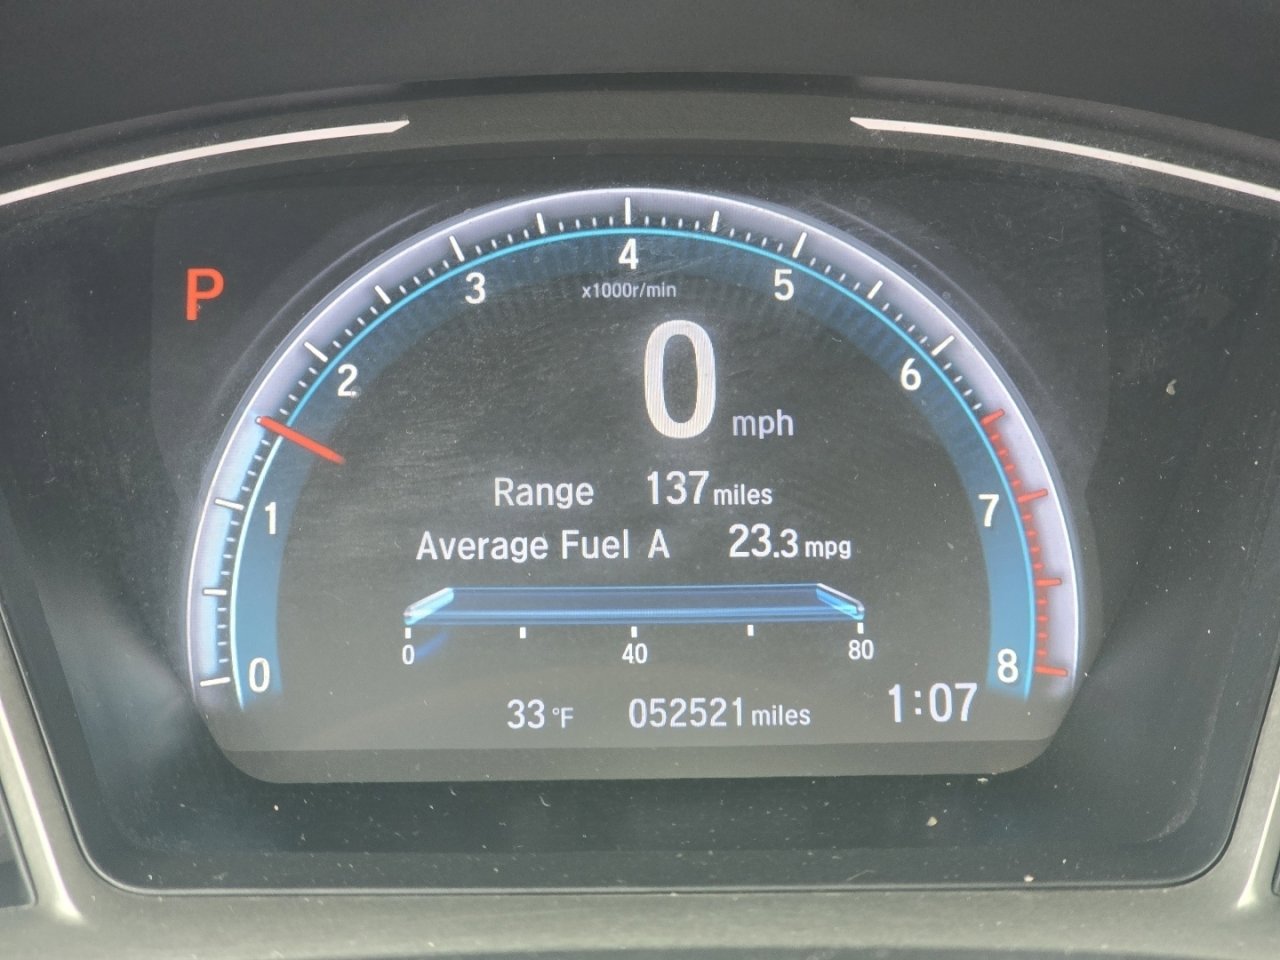 P
4
3
5
x1000r/min
2
6
0 mph
Range 137 miles
1
7
Average Fuel A 23.3 mpg
0 40 80
0
8
33 °F 052521 miles 1:07